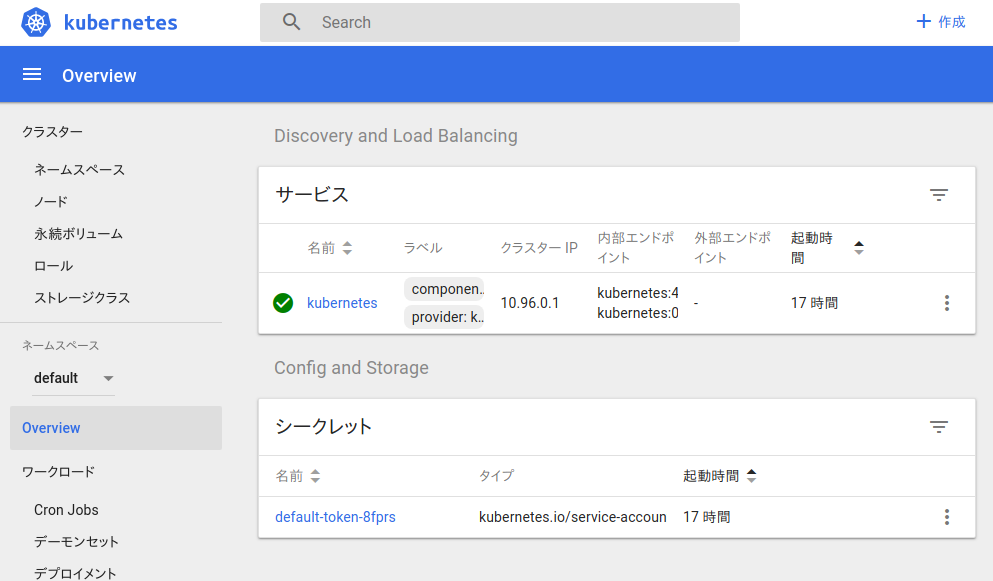 kubernetes
Search
作成
Overview
クラスター
ネームスペース
ノード
永続ボリューム
ロール
ストレージクラス
ネームスペース
default
Overview
ワークロード
Cron Jobs
デーモンセット
デプロイメント
Discovery and Load Balancing
サービス
名前 ラベル クラスター IP 内部エンドポ 外部エンドポ 起動時
イント イント 間
kubernetes componen.. 10.96.0.1 kubernetes:4 - 17 時間
provider: k.. kubernetes:0
Config and Storage
シークレット
名前 タイプ 起動時間
default-token-8fprs kubernetes.io/service-accoun 17 時間